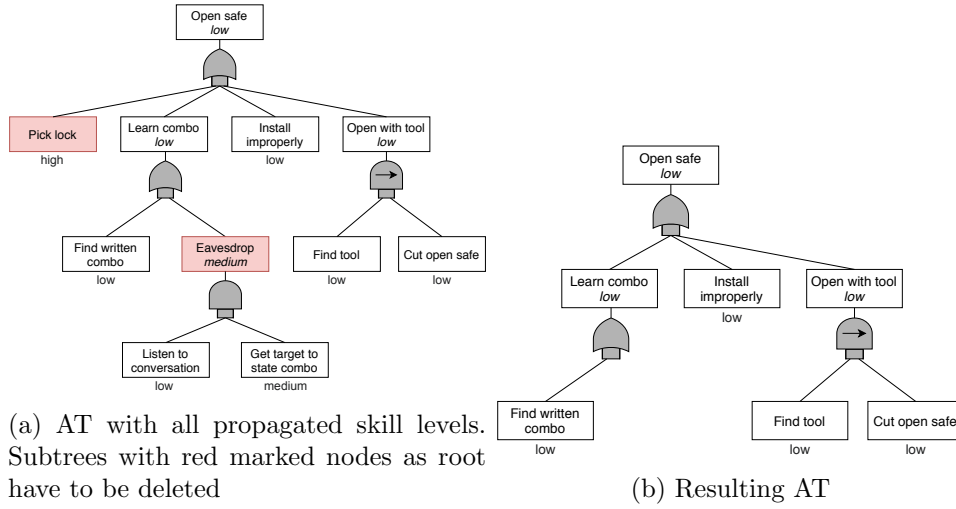 Open safe
low
Pick lock
high
Learn combo
low
Install
improperly
low
Open with tool
low
Find written
combo
low
Eavesdrop
medium
Find tool
low
Cut open safe
low
Listen to
conversation
low
Get target to
state combo
medium
(a) AT with all propagated skill levels.
Subtrees with red marked nodes as root
have to be deleted
Open safe
low
Learn combo
low
Install
improperly
low
Open with tool
low
Find written
combo
low
Find tool
low
Cut open safe
low
(b) Resulting AT